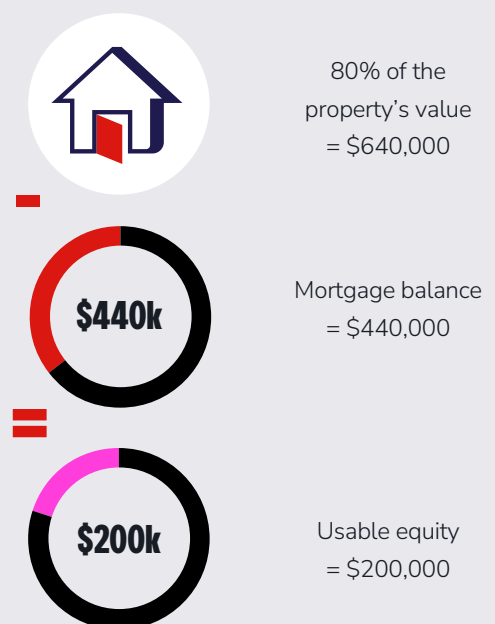 80% of the
property’s value
= $640,000
$440k
Mortgage balance
= $440,000
$200k
Usable equity
= $200,000